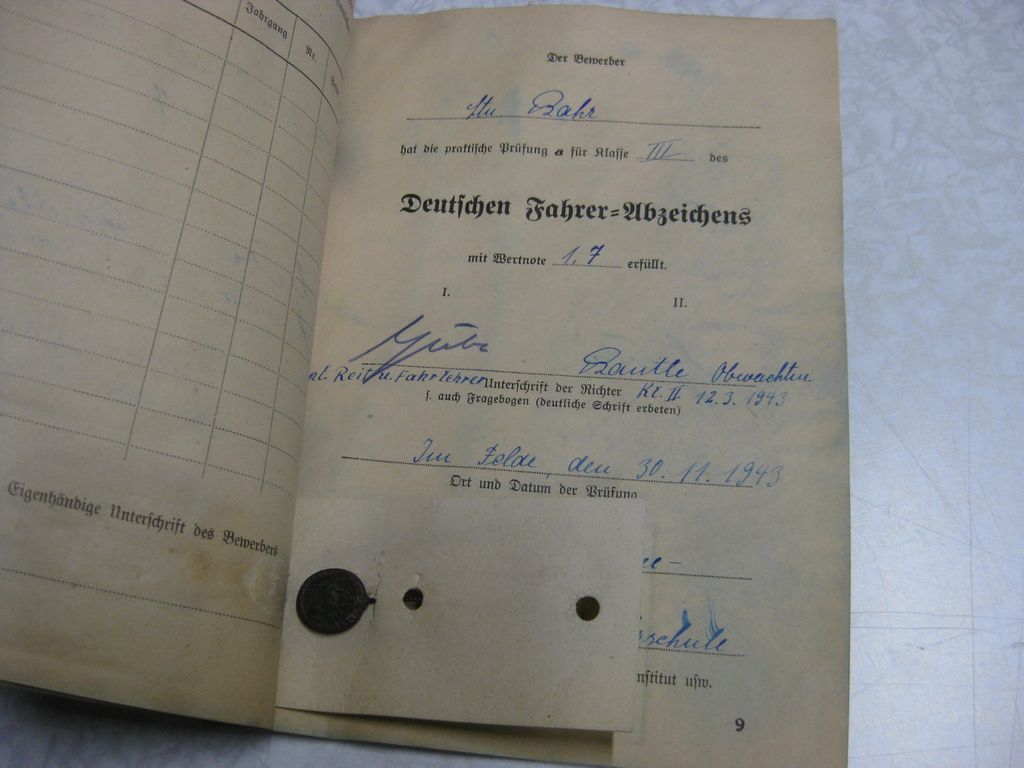 Jahrgang
Nr.
Eigenhändige Unterschrift des Bewerbers
Der Bewerber
Bahr
hat die praktische Prüfung a für Klasse III des
Deutschen Fahrer=Abzeichens
mit Wertnote 1,7 erfüllt.
I. II.
Bantle Obwachtm.
Reit u. Fahrlehrer Unterschrift der Richter Kl. II 12.3.1943
s. auch Fragebogen (deutliche Schrift erbeten)
Im Felde, den 30.11.1943
Ort und Datum der Prüfung
schule
nstitut usw.
9